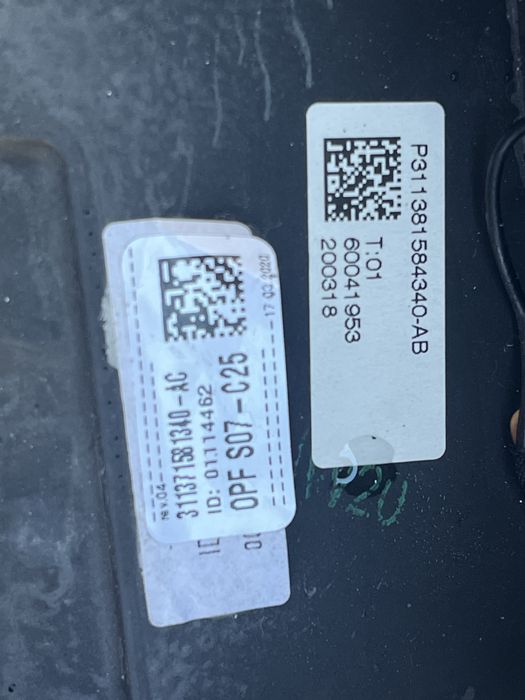 P311381584340-AB
T:01
60041953
200318
rev.04
17 03 2020
311371581340-AC
ID: 01114462
OPF S07-C25